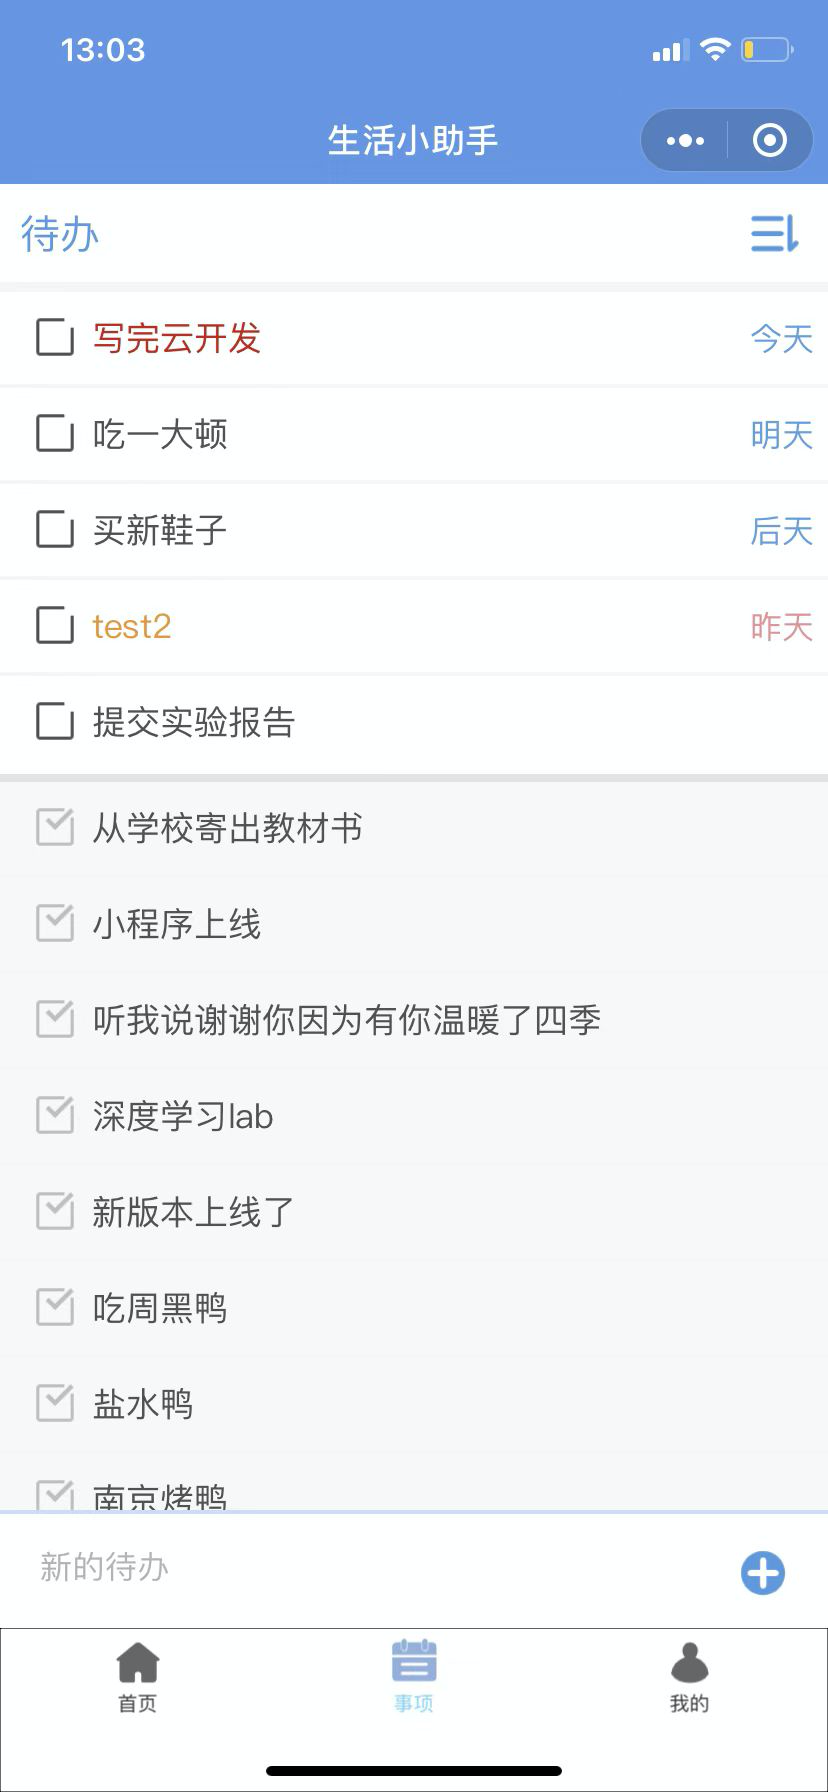 13:03
生活小助手
待办
写完云开发 今天
吃一大顿 明天
买新鞋子 后天
test2 昨天
提交实验报告
从学校寄出教材书
小程序上线
听我说谢谢你因为有你温暖了四季
深度学习lab
新版本上线了
吃周黑鸭
盐水鸭
南京烤鸭
新的待办
首页 事项 我的